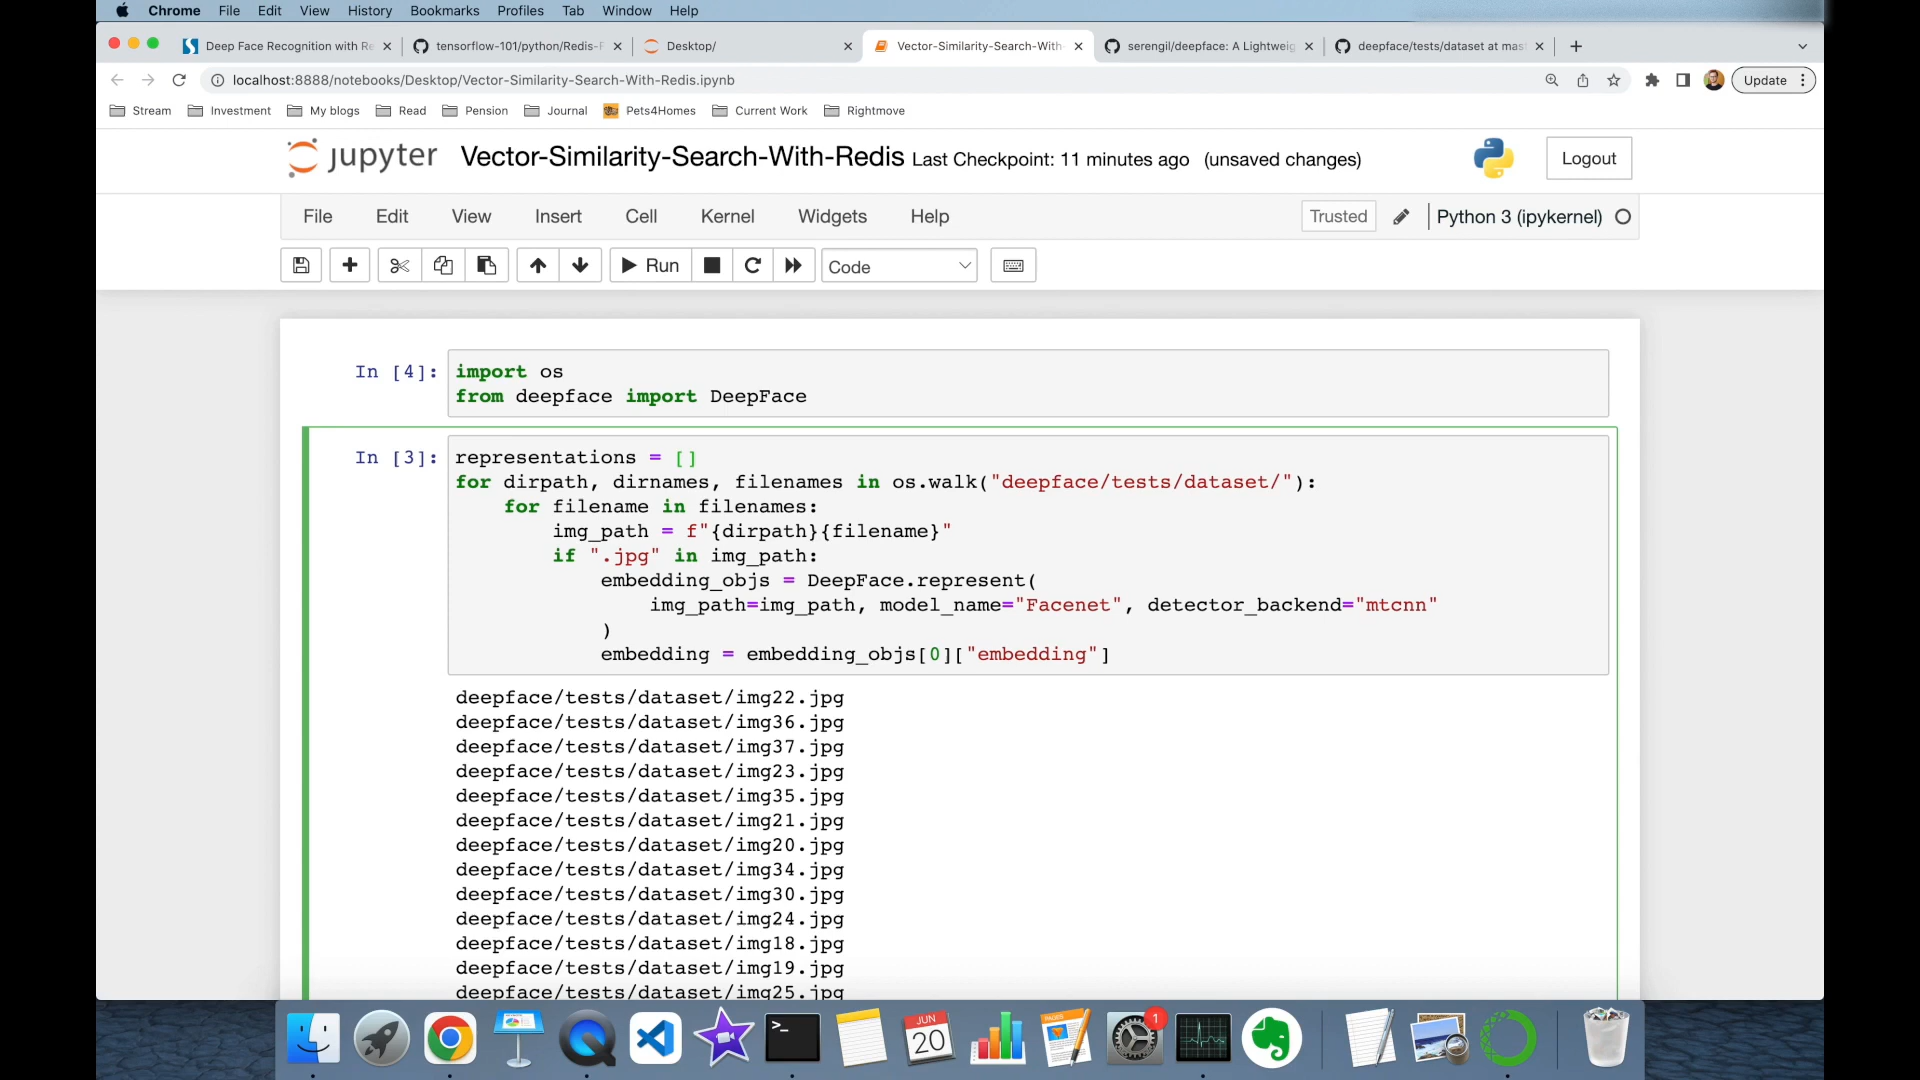 Chrome File Edit View History Bookmarks Profiles Tab Window Help
Deep Face Recognition with Re
tensorflow-101/python/Redis-F
Desktop/
Vector-Similarity-Search-With-
serengil/deepface: A Lightweig
deepface/tests/dataset at mas
localhost:8888/notebooks/Desktop/Vector-Similarity-Search-With-Redis.ipynb
Update
Stream Investment My blogs Read Pension Journal Pets4Homes Current Work Rightmove
jupyter Vector-Similarity-Search-With-Redis Last Checkpoint: 11 minutes ago (unsaved changes)
Logout
File Edit View Insert Cell Kernel Widgets Help
Trusted Python 3 (ipykernel)
Run Code
In [4]: import os
from deepface import DeepFace
In [3]: representations = []
for dirpath, dirnames, filenames in os.walk("deepface/tests/dataset/"):
    for filename in filenames:
        img_path = f"{dirpath}{filename}"
        if ".jpg" in img_path:
            embedding_objs = DeepFace.represent(
                img_path=img_path, model_name="Facenet", detector_backend="mtcnn"
            )
            embedding = embedding_objs[0]["embedding"]
deepface/tests/dataset/img22.jpg
deepface/tests/dataset/img36.jpg
deepface/tests/dataset/img37.jpg
deepface/tests/dataset/img23.jpg
deepface/tests/dataset/img35.jpg
deepface/tests/dataset/img21.jpg
deepface/tests/dataset/img20.jpg
deepface/tests/dataset/img34.jpg
deepface/tests/dataset/img30.jpg
deepface/tests/dataset/img24.jpg
deepface/tests/dataset/img18.jpg
deepface/tests/dataset/img19.jpg
deepface/tests/dataset/img25.jpg
JUN
20
PAGES
1